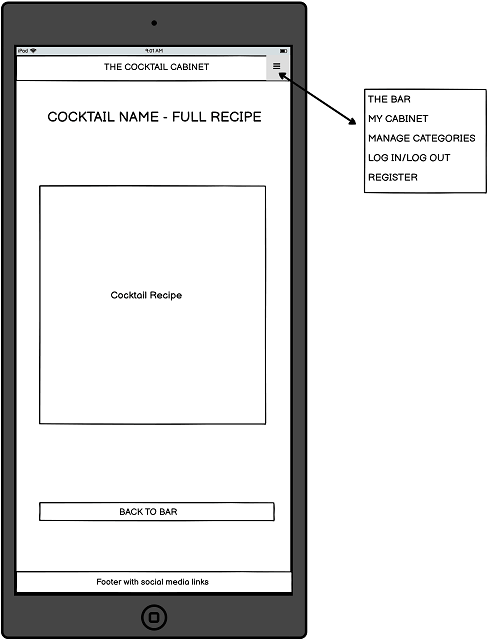 iPod 9:01 AM
THE COCKTAIL CABINET
COCKTAIL NAME - FULL RECIPE
Cocktail Recipe
BACK TO BAR
Footer with social media links
THE BAR
MY CABINET
MANAGE CATEGORIES
LOG IN/LOG OUT
REGISTER